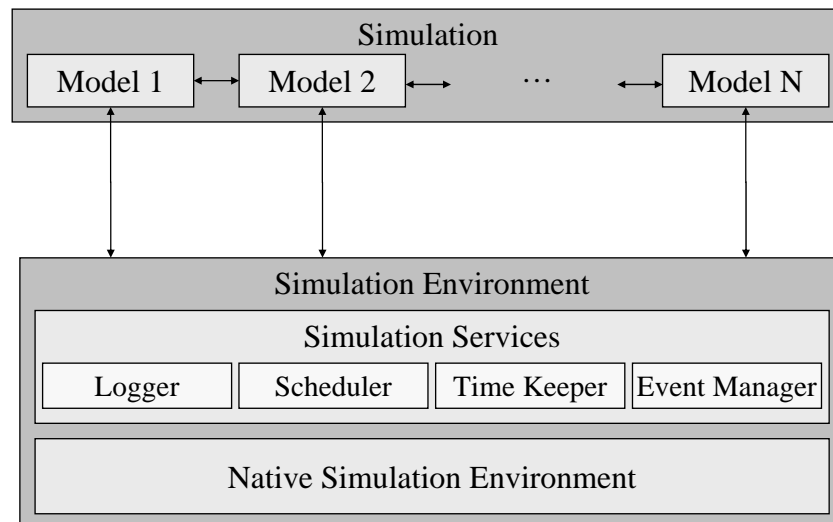 Simulation
Model 1 Model 2 … Model N
Simulation Environment
Simulation Services
Logger Scheduler Time Keeper Event Manager
Native Simulation Environment